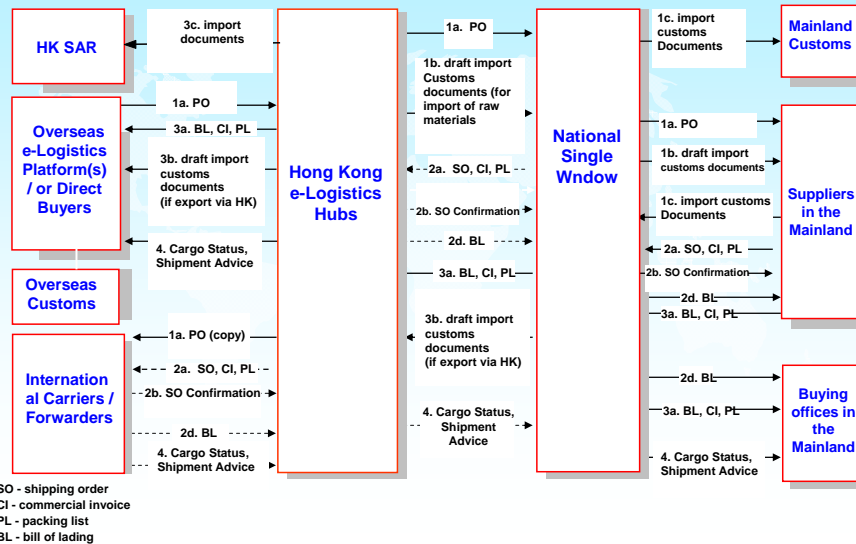 HK SAR
3c. import
documents
1a. PO
1c. import
customs
Documents
Mainland
Customs
1b. draft import
Customs
documents (for
import of raw
materials
Overseas
e-Logistics
Platform(s)
/ or Direct
Buyers
1a. PO
3a. BL, CI, PL
3b. draft import
customs
documents
(if export via HK)
4. Cargo Status,
Shipment Advice
Overseas
Customs
Hong Kong
e-Logistics
Hubs
2a. SO, CI, PL
2b. SO Confirmation
2d. BL
3a. BL, CI, PL
3b. draft import
customs
documents
(if export via HK)
4. Cargo Status,
Shipment
Advice
National
Single
Wndow
1a. PO
1b. draft import
customs documents
1c. import customs
Documents
2a. SO, CI, PL
2b. SO Confirmation
2d. BL
3a. BL, CI, PL
Suppliers
in the
Mainland
Internation
al Carriers /
Forwarders
1a. PO (copy)
2a. SO, CI, PL
2b. SO Confirmation
2d. BL
4. Cargo Status,
Shipment Advice
2d. BL
3a. BL, CI, PL
4. Cargo Status,
Shipment Advice
Buying
offices in
the
Mainland
SO - shipping order
CI - commercial invoice
PL - packing list
BL - bill of lading